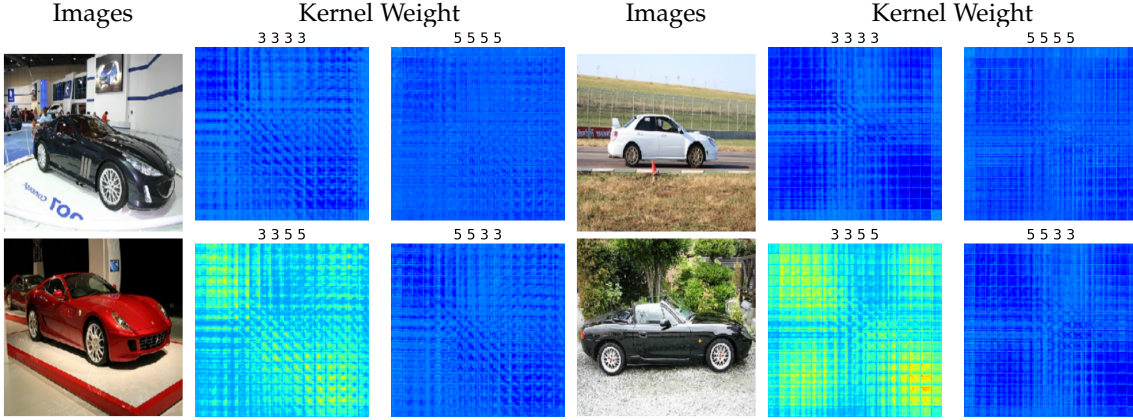 Images Kernel Weight Images Kernel Weight
3 3 3 3 5 5 5 5 3 3 3 3 5 5 5 5
3 3 5 5 5 5 3 3 3 3 5 5 5 5 3 3